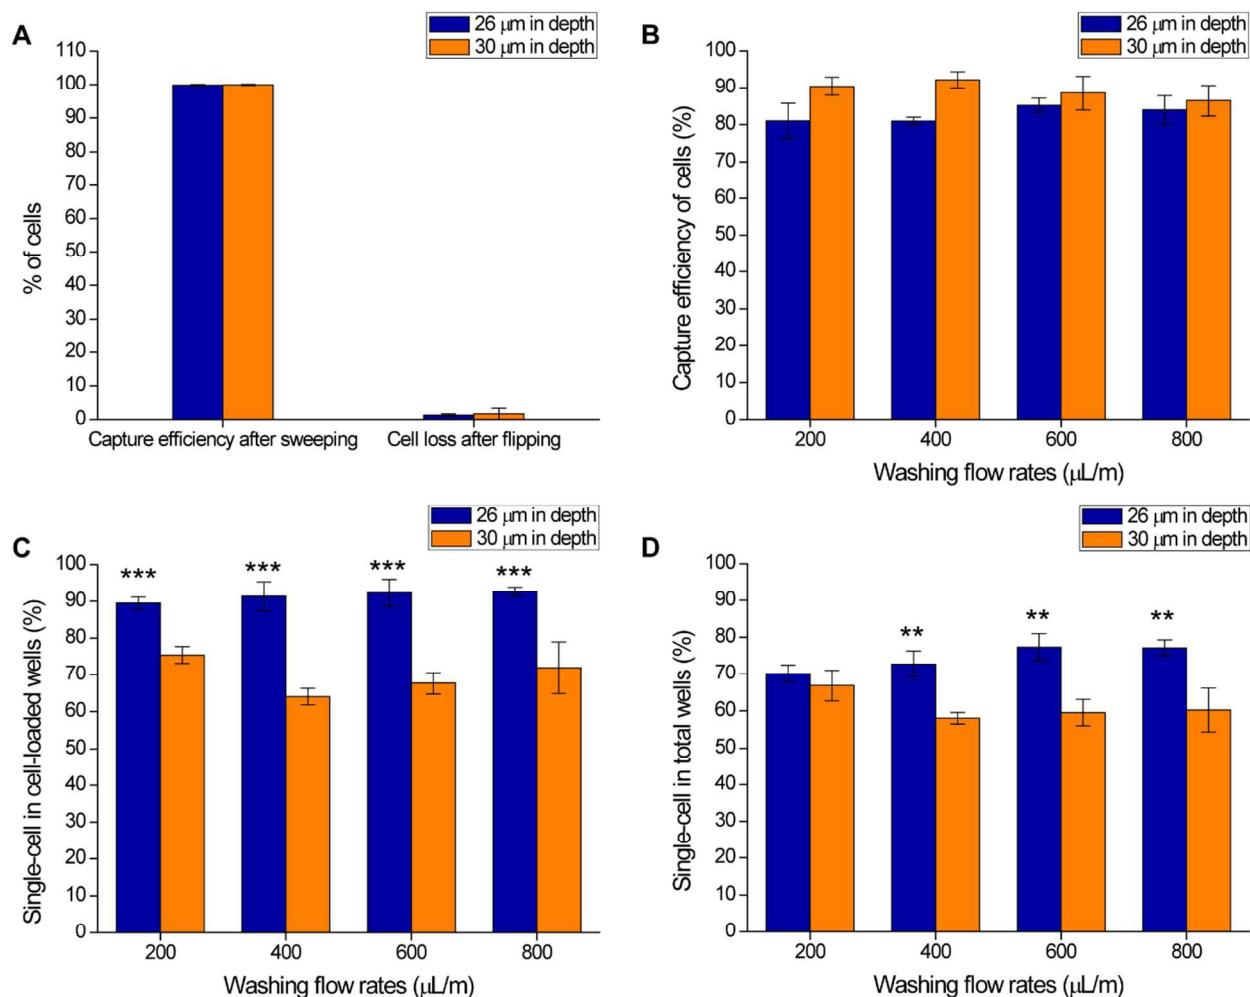 A
26 μm in depth
30 μm in depth
% of cells
110
100
90
80
70
60
50
40
30
20
10
0
Capture efficiency after sweeping
Cell loss after flipping
B
26 μm in depth
30 μm in depth
Capture efficiency of cells (%)
100
90
80
70
60
50
40
30
20
10
0
200 400 600 800
Washing flow rates (μL/m)
C
26 μm in depth
30 μm in depth
Single-cell in cell-loaded wells (%)
100
90
80
70
60
50
40
30
20
10
0
*** *** *** ***
200 400 600 800
Washing flow rates (μL/m)
D
26 μm in depth
30 μm in depth
Single-cell in total wells (%)
100
90
80
70
60
50
40
30
20
10
0
** ** **
200 400 600 800
Washing flow rates (μL/m)